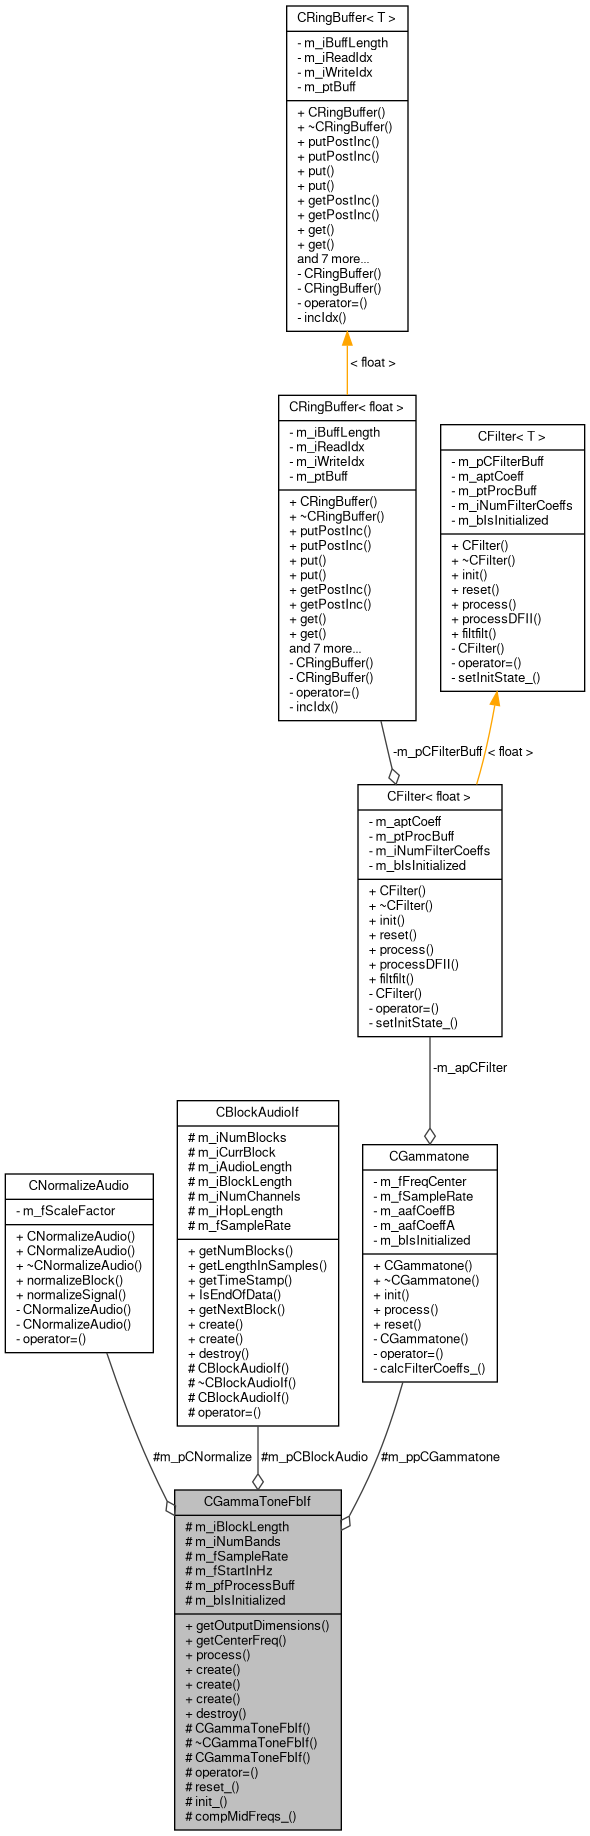 CRingBuffer< T >
- m_iBuffLength
- m_iReadIdx
- m_iWriteIdx
- m_ptBuff
+ CRingBuffer()
+ ~CRingBuffer()
+ putPostInc()
+ putPostInc()
+ put()
+ put()
+ getPostInc()
+ getPostInc()
+ get()
+ get()
and 7 more...
- CRingBuffer()
- CRingBuffer()
- operator=()
- incIdx()
< float >
CRingBuffer< float >
- m_iBuffLength
- m_iReadIdx
- m_iWriteIdx
- m_ptBuff
+ CRingBuffer()
+ ~CRingBuffer()
+ putPostInc()
+ putPostInc()
+ put()
+ put()
+ getPostInc()
+ getPostInc()
+ get()
+ get()
and 7 more...
- CRingBuffer()
- CRingBuffer()
- operator=()
- incIdx()
CFilter< T >
- m_pCFilterBuff
- m_aptCoeff
- m_ptProcBuff
- m_iNumFilterCoeffs
- m_bIsInitialized
+ CFilter()
+ ~CFilter()
+ init()
+ reset()
+ process()
+ processDFII()
+ filtfilt()
- CFilter()
- operator=()
- setInitState_()
-m_pCFilterBuff
< float >
CFilter< float >
- m_aptCoeff
- m_ptProcBuff
- m_iNumFilterCoeffs
- m_bIsInitialized
+ CFilter()
+ ~CFilter()
+ init()
+ reset()
+ process()
+ processDFII()
+ filtfilt()
- CFilter()
- operator=()
- setInitState_()
-m_apCFilter
CNormalizeAudio
- m_fScaleFactor
+ CNormalizeAudio()
+ CNormalizeAudio()
+ ~CNormalizeAudio()
+ normalizeBlock()
+ normalizeSignal()
- CNormalizeAudio()
- CNormalizeAudio()
- operator=()
CBlockAudioIf
# m_iNumBlocks
# m_iCurrBlock
# m_iAudioLength
# m_iBlockLength
# m_iNumChannels
# m_iHopLength
# m_fSampleRate
+ getNumBlocks()
+ getLengthInSamples()
+ getTimeStamp()
+ IsEndOfData()
+ getNextBlock()
+ create()
+ create()
+ destroy()
# CBlockAudioIf()
# ~CBlockAudioIf()
# CBlockAudioIf()
# operator=()
CGammatone
- m_fFreqCenter
- m_fSampleRate
- m_aafCoeffB
- m_aafCoeffA
- m_bIsInitialized
+ CGammatone()
+ ~CGammatone()
+ init()
+ process()
+ reset()
- CGammatone()
- operator=()
- calcFilterCoeffs_()
#m_pCNormalize
#m_pCBlockAudio
#m_ppCGammatone
CGammaToneFbIf
# m_iBlockLength
# m_iNumBands
# m_fSampleRate
# m_fStartInHz
# m_pfProcessBuff
# m_bIsInitialized
+ getOutputDimensions()
+ getCenterFreq()
+ process()
+ create()
+ create()
+ create()
+ destroy()
# CGammaToneFbIf()
# ~CGammaToneFbIf()
# CGammaToneFbIf()
# operator=()
# reset_()
# init_()
# compMidFreqs_()